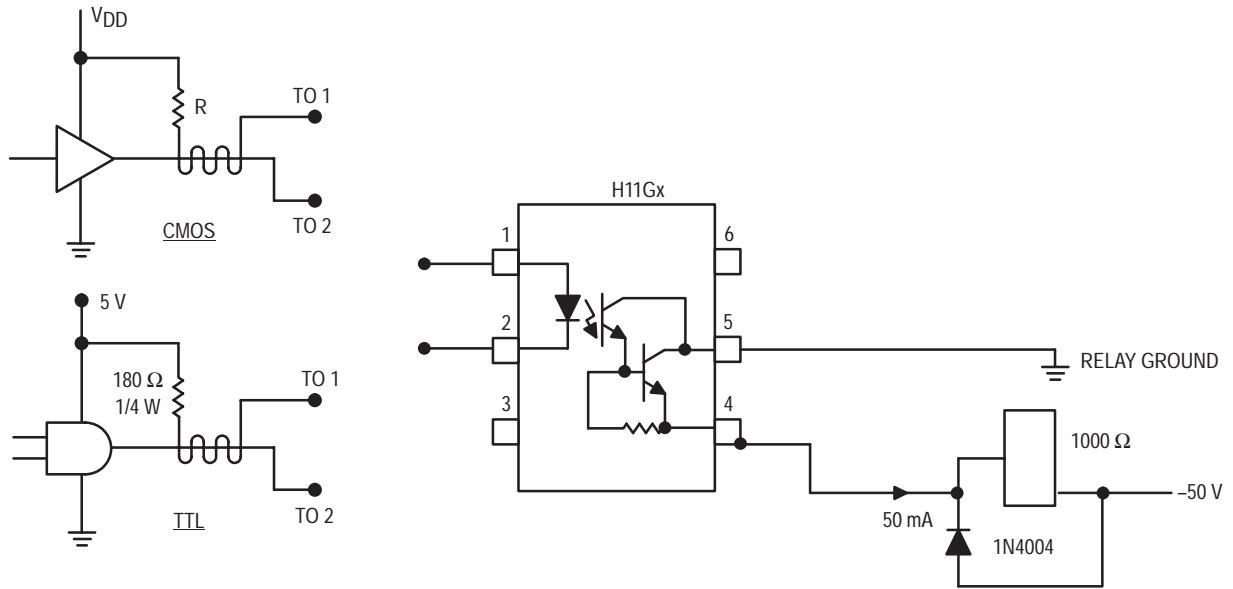 VDD
R
TO 1
TO 2
CMOS
5 V
180 Ω
1/4 W
TO 1
TO 2
TTL
H11Gx
1
2
3
6
5
4
RELAY GROUND
1000 Ω
–50 V
50 mA
1N4004